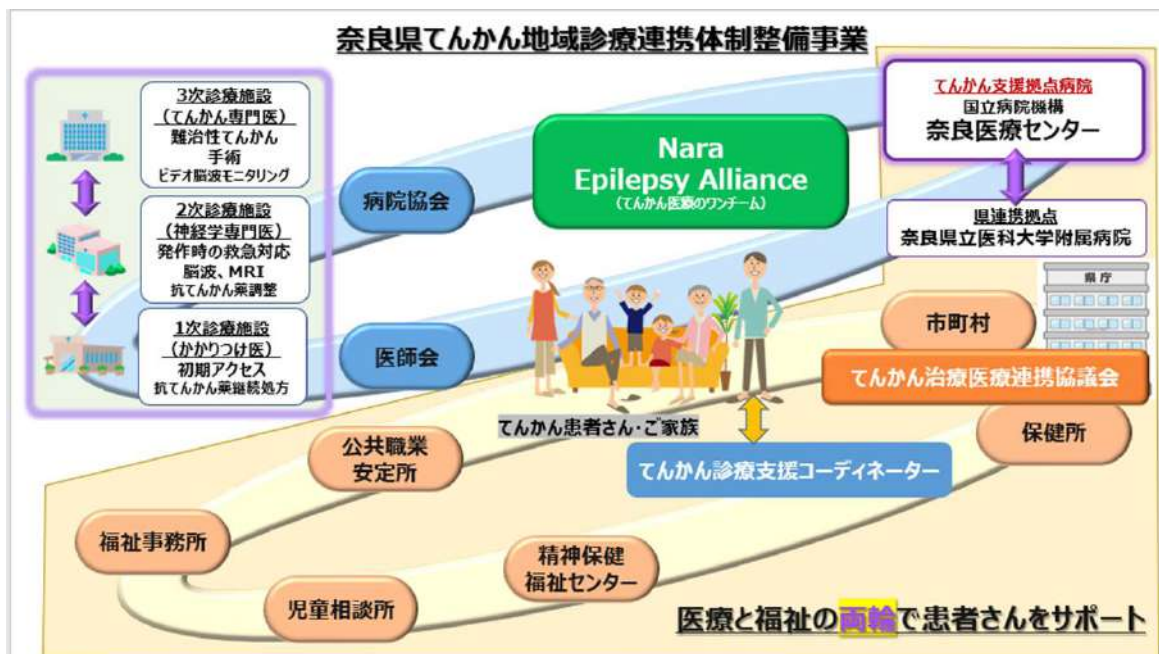 奈良県てんかん地域診療連携体制整備事業
3次診療施設
(てんかん専門医)
難治性てんかん
手術
ビデオ脳波モニタリング
2次診療施設
(神経学専門医)
発作時の救急対応
脳波、MRI
抗てんかん薬調整
1次診療施設
(かかりつけ医)
初期アクセス
抗てんかん薬継続処方
病院協会
医師会
Nara
Epilepsy Alliance
(てんかん医療のワンチーム)
てんかん支援拠点病院
国立病院機構
奈良医療センター
県連携拠点
奈良県立医科大学附属病院
県庁
市町村
てんかん治療医療連携協議会
保健所
てんかん患者さん・ご家族
てんかん診療支援コーディネーター
公共職業
安定所
福祉事務所
児童相談所
精神保健
福祉センター
医療と福祉の両輪で患者さんをサポート